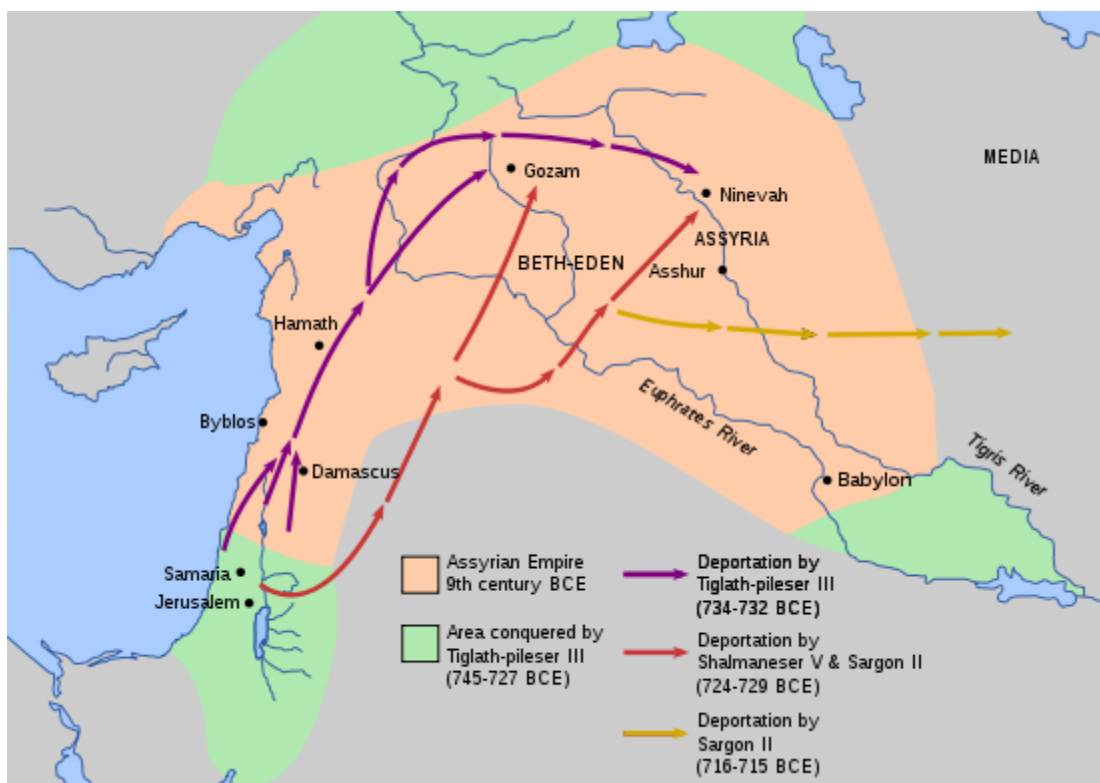 MEDIA
Gozam
Ninevah
ASSYRIA
BETH-EDEN
Asshur
Hamath
Euphrates River
Byblos
Tigris River
Damascus
Babylon
Samaria
Jerusalem
Assyrian Empire
9th century BCE
Area conquered by
Tiglath-pileser III
(745-727 BCE)
Deportation by
Tiglath-pileser III
(734-732 BCE)
Deportation by
Shalmaneser V & Sargon II
(724-729 BCE)
Deportation by
Sargon II
(716-715 BCE)